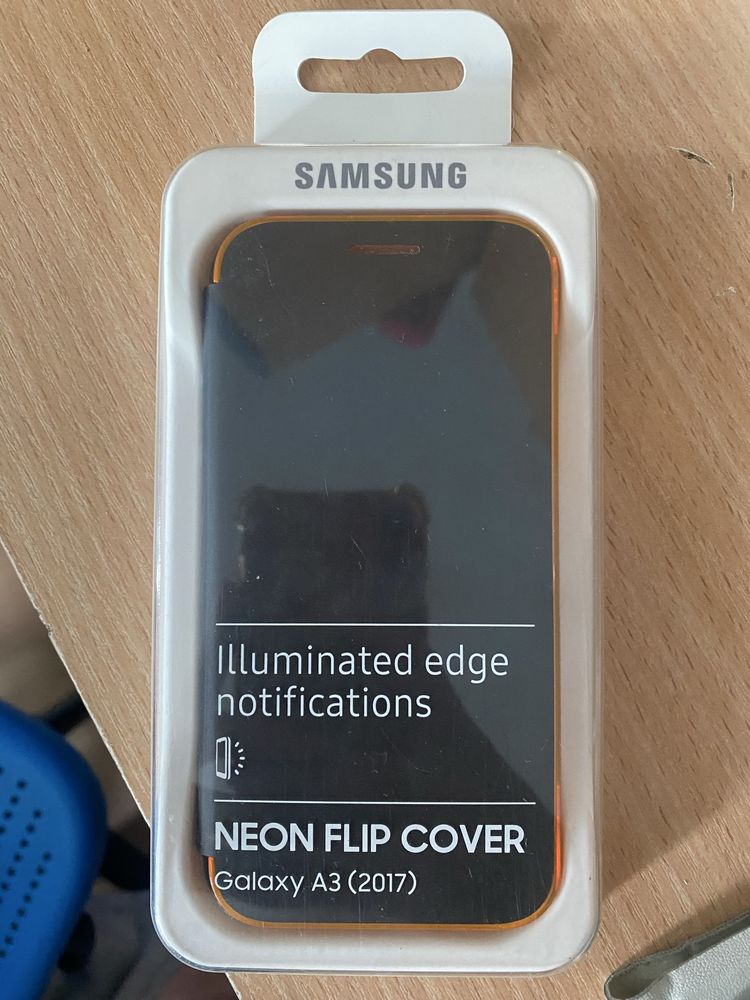 SAMSUNG
Illuminated edge
notifications
NEON FLIP COVER
Galaxy A3 (2017)